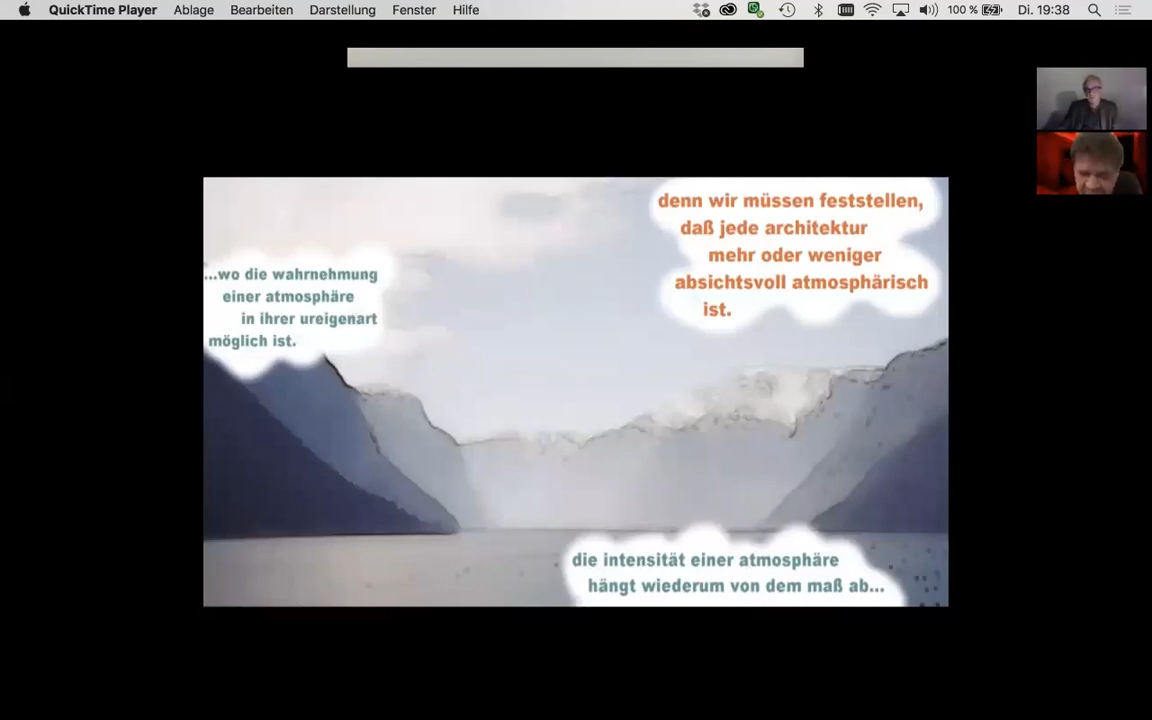 QuickTime Player Ablage Bearbeiten Darstellung Fenster Hilfe 100 % Di. 19:38
denn wir müssen feststellen,
daß jede architektur
mehr oder weniger
absichtsvoll atmosphärisch
ist.
...wo die wahrnehmung
einer atmosphäre
in ihrer ureigenart
möglich ist.
die intensität einer atmosphäre
hängt wiederum von dem maß ab...